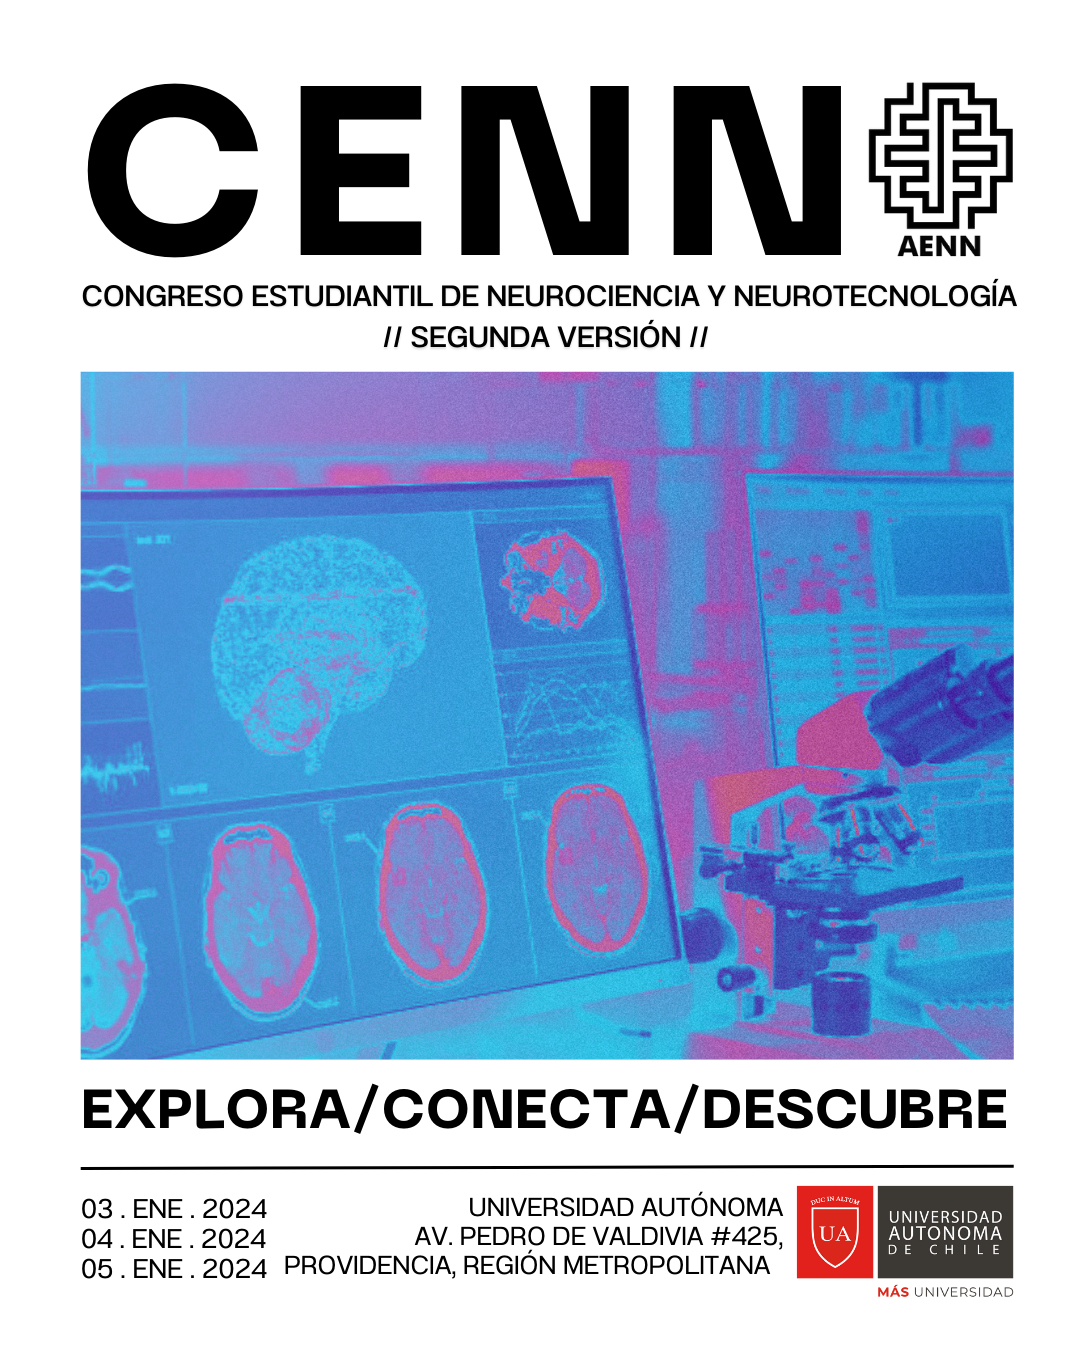 CENN
AENN
CONGRESO ESTUDIANTIL DE NEUROCIENCIA Y NEUROTECNOLOGÍA
// SEGUNDA VERSIÓN //
EXPLORA/CONECTA/DESCUBRE
03 . ENE . 2024
04 . ENE . 2024
05 . ENE . 2024
UNIVERSIDAD AUTÓNOMA
AV. PEDRO DE VALDIVIA #425,
PROVIDENCIA, REGIÓN METROPOLITANA
DUC IN ALTUM
UA
UNIVERSIDAD
AUTONOMA
DE CHILE
MÁS UNIVERSIDAD